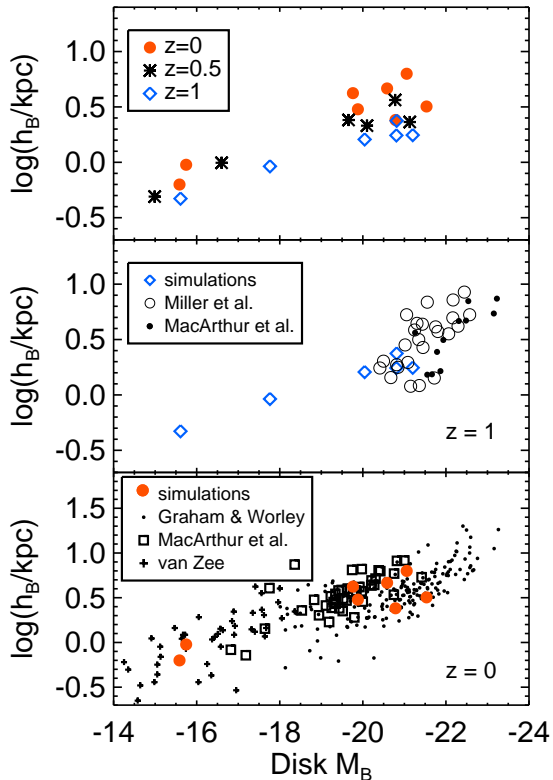 1.0
0.5
0.0
-0.5
log(h_B/kpc)
z=0
z=0.5
z=1
1.0
0.5
0.0
-0.5
log(h_B/kpc)
simulations
Miller et al.
MacArthur et al.
z = 1
1.5
1.0
0.5
0.0
-0.5
log(h_B/kpc)
simulations
Graham & Worley
MacArthur et al.
van Zee
z = 0
-14 -16 -18 -20 -22 -24
Disk M_B